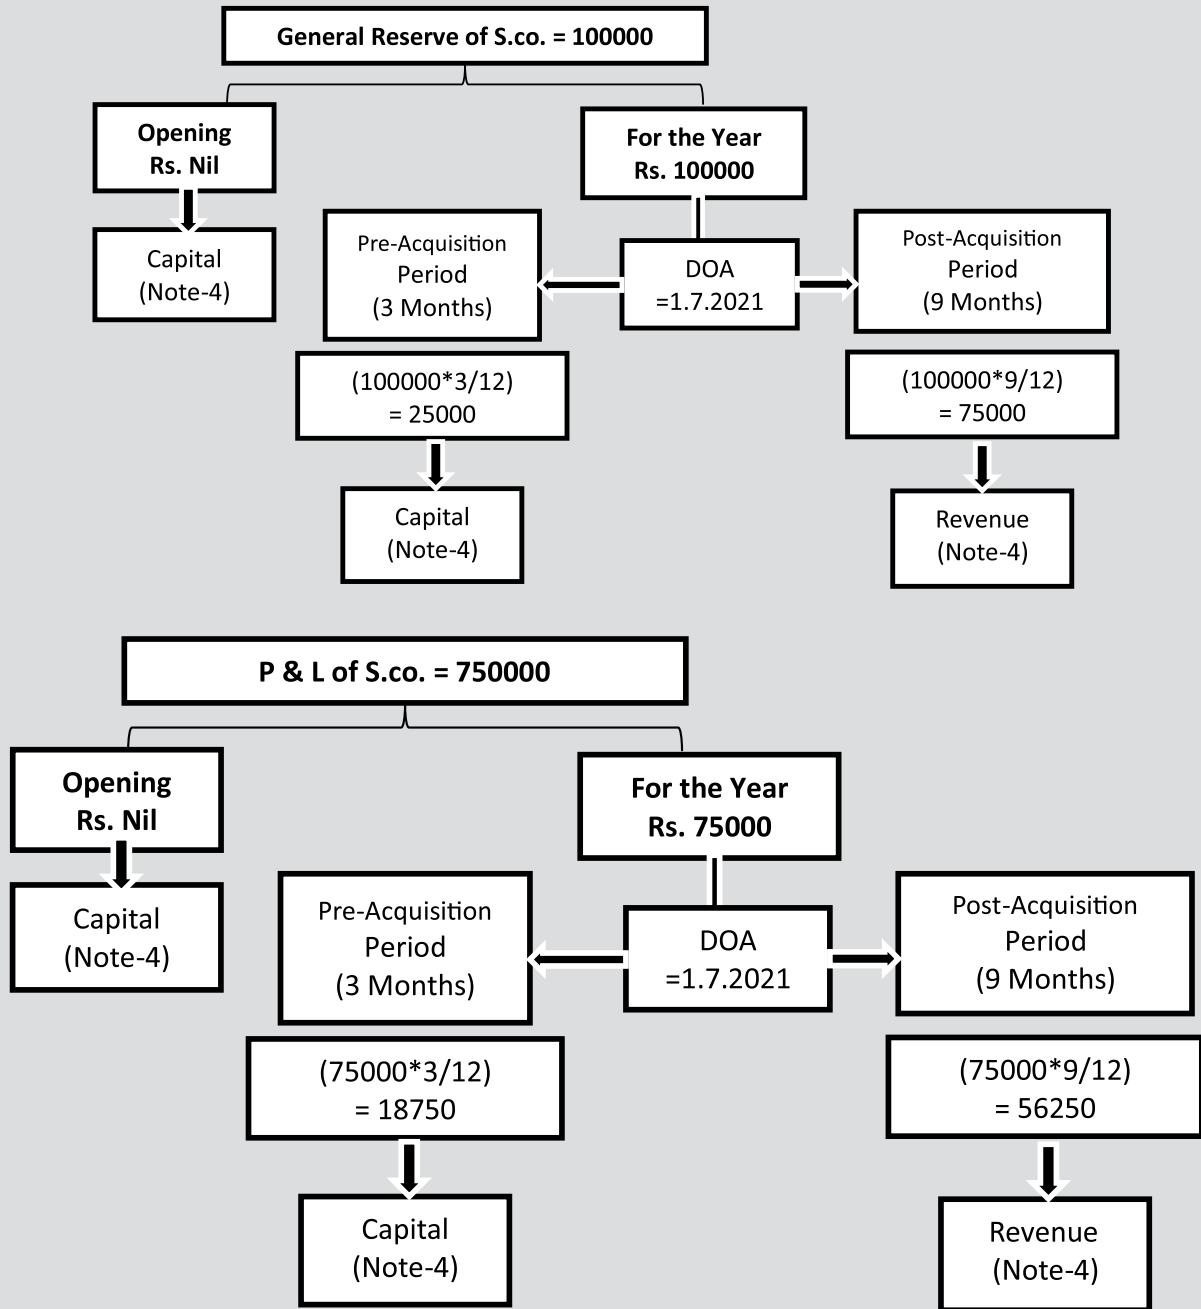 General Reserve of S.co. = 100000
Opening
Rs. Nil
For the Year
Rs. 100000
Capital
(Note-4)
Pre-Acquisition
Period
(3 Months)
DOA
=1.7.2021
Post-Acquisition
Period
(9 Months)
(100000*3/12)
= 25000
(100000*9/12)
= 75000
Capital
(Note-4)
Revenue
(Note-4)
P & L of S.co. = 750000
Opening
Rs. Nil
For the Year
Rs. 75000
Capital
(Note-4)
Pre-Acquisition
Period
(3 Months)
DOA
=1.7.2021
Post-Acquisition
Period
(9 Months)
(75000*3/12)
= 18750
(75000*9/12)
= 56250
Capital
(Note-4)
Revenue
(Note-4)